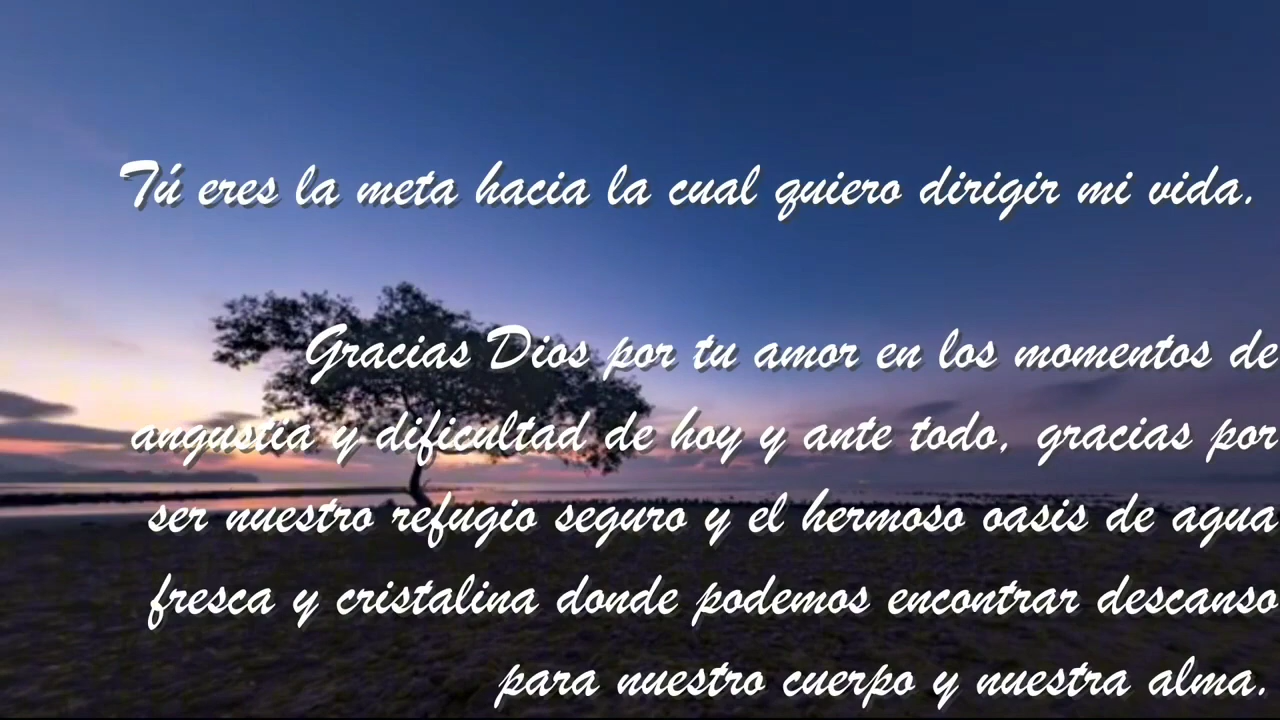 Tú eres la meta hacia la cual quiero dirigir mi vida.
Gracias Dios por tu amor en los momentos de
angustia y dificultad de hoy y ante todo, gracias por
ser nuestro refugio seguro y el hermoso oasis de agua
fresca y cristalina donde podemos encontrar descanso
para nuestro cuerpo y nuestra alma.